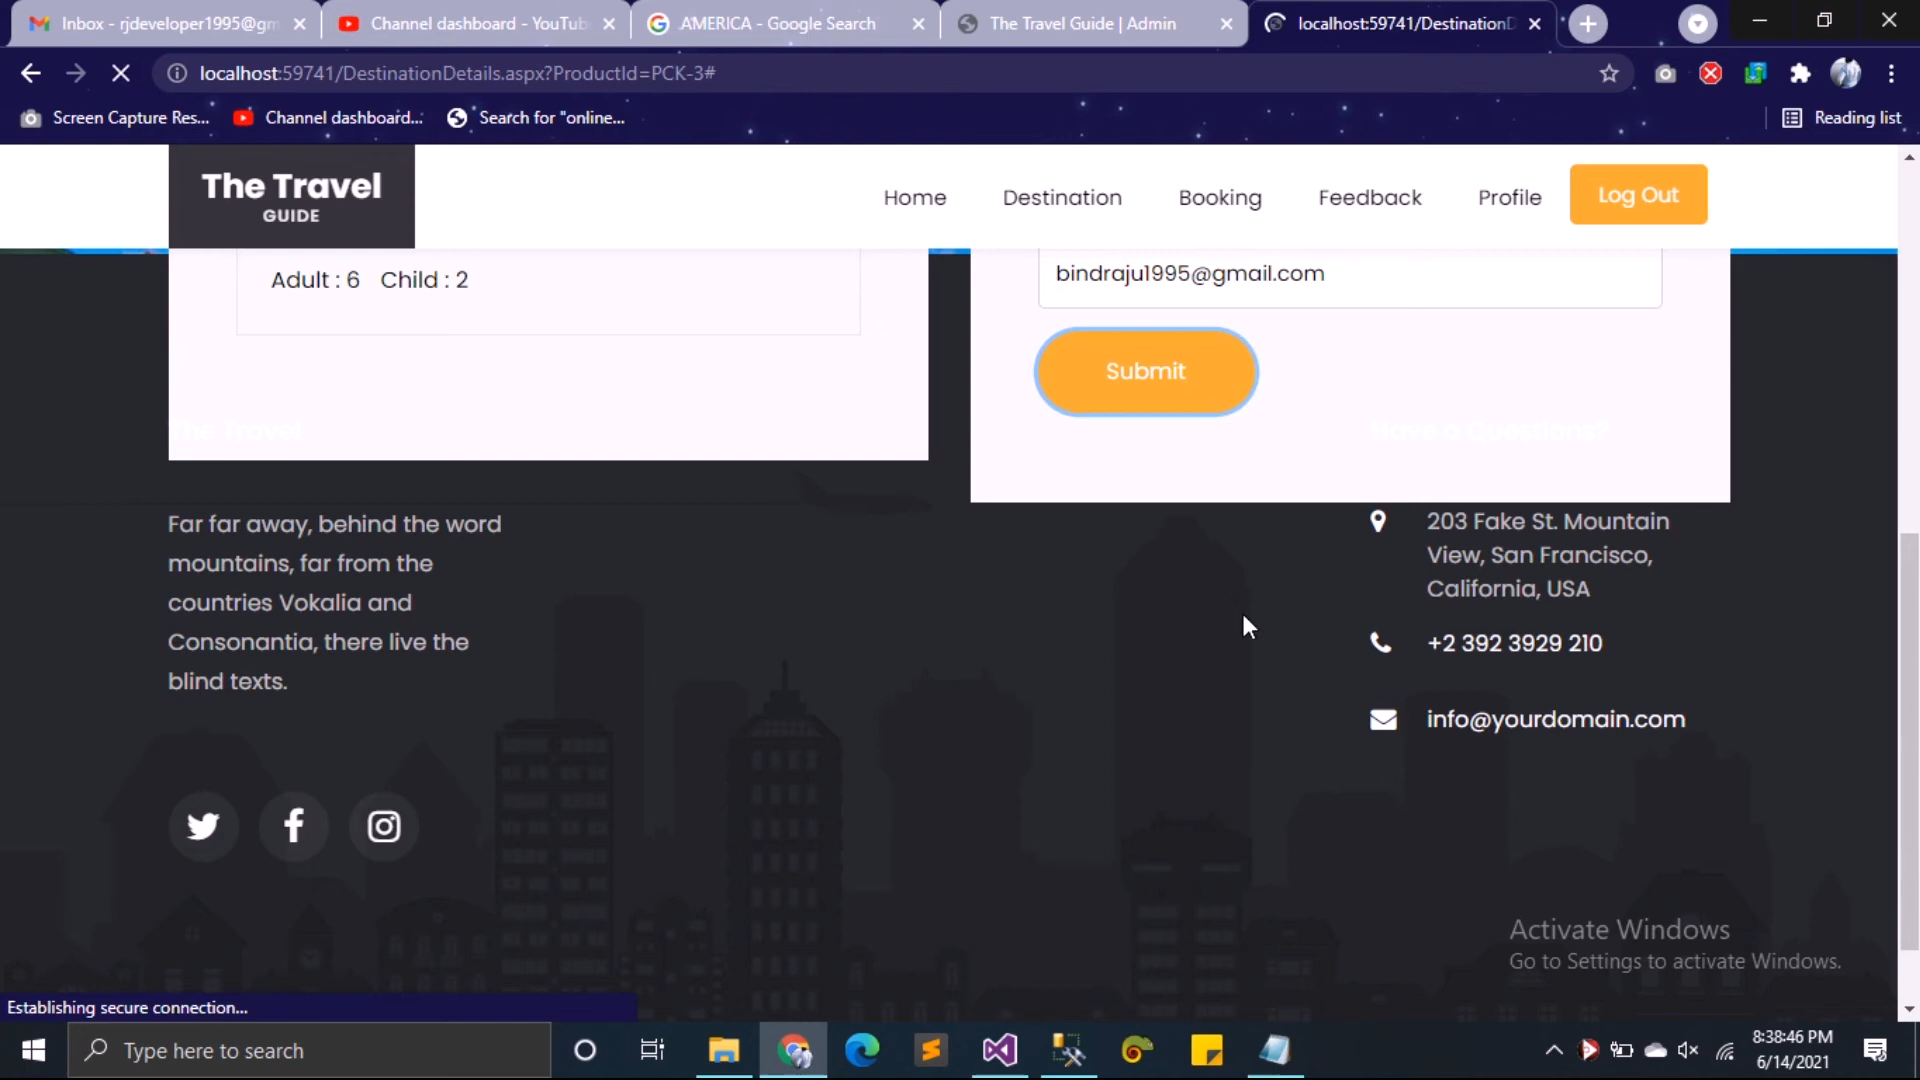 Inbox - rjdeveloper1995@gm
Channel dashboard - YouTub
AMERICA - Google Search
The Travel Guide | Admin
localhost:59741/DestinationD
localhost:59741/DestinationDetails.aspx?ProductId=PCK-3#
Screen Capture Res...
Channel dashboard...
Search for "online...
Reading list
The Travel
GUIDE
Home
Destination
Booking
Feedback
Profile
Log Out
Adult : 6 Child : 2
bindraju1995@gmail.com
Submit
The Travel
Have a Questions?
Far far away, behind the word
mountains, far from the
countries Vokalia and
Consonantia, there live the
blind texts.
203 Fake St. Mountain
View, San Francisco,
California, USA
+2 392 3929 210
info@yourdomain.com
Activate Windows
Go to Settings to activate Windows.
Establishing secure connection...
Type here to search
8:38:46 PM
6/14/2021